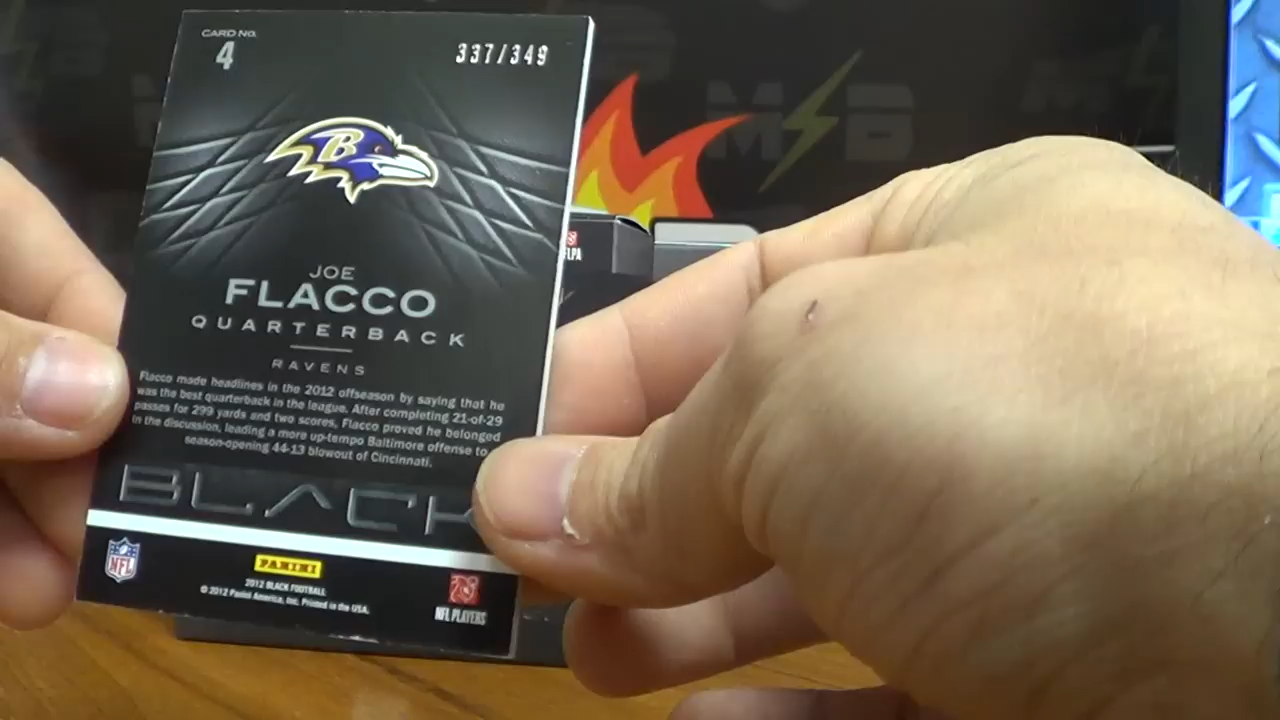 CARD No.
4
337/349
B
M B
FLPA
JOE
FLACCO
QUARTERBACK
RAVENS
Flacco made headlines in the 2012 offseason by saying that he
was the best quarterback in the league. After completing 21-of-29
passes for 299 yards and two scores, Flacco proved he belonged
in the discussion, leading a more up-tempo Baltimore offense to
season-opening 44-13 blowout of Cincinnati.
BLACK
NFL
PANINI
2012 BLACK FOOTBALL
© 2012 Panini America, Inc. Printed in the USA.
NFL PLAYERS